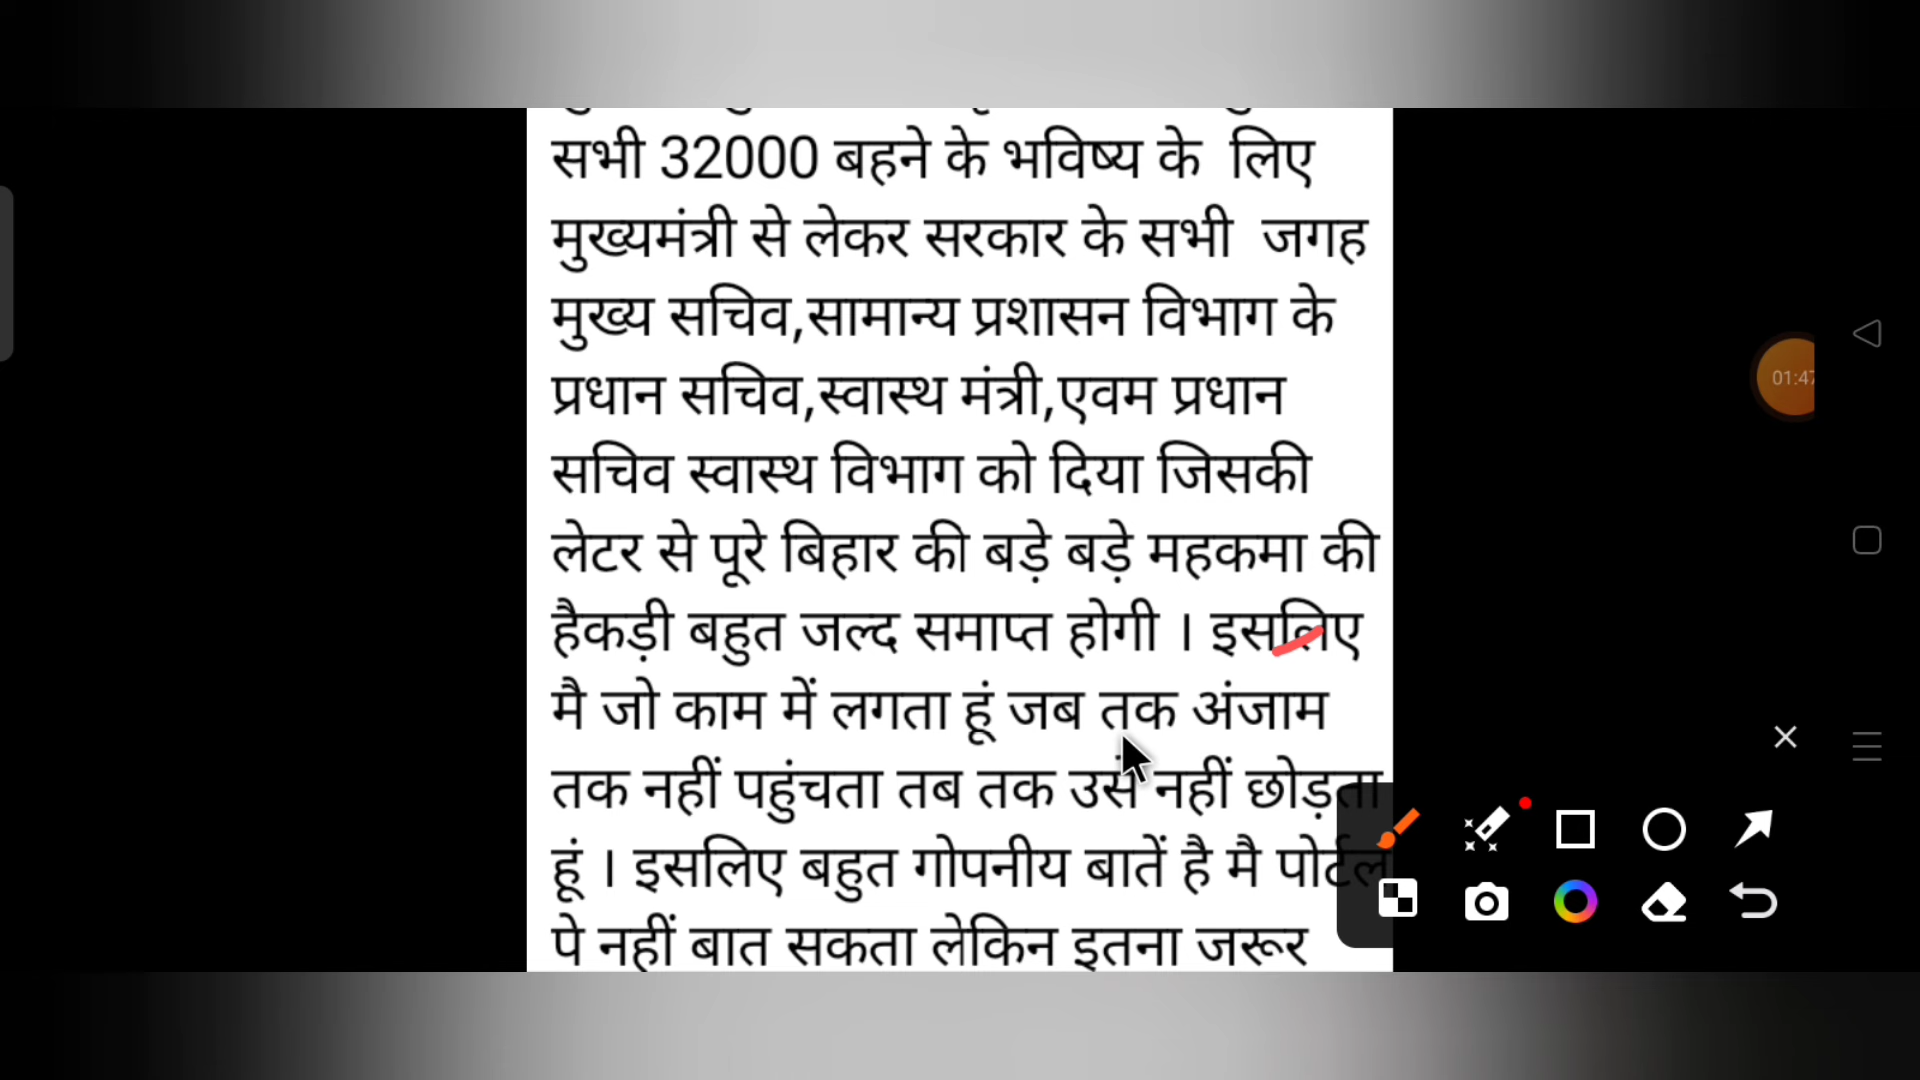 सभी 32000 बहने के भविष्य के लिए
मुख्यमंत्री से लेकर सरकार के सभी जगह
मुख्य सचिव,सामान्य प्रशासन विभाग के
प्रधान सचिव,स्वास्थ मंत्री,एवम प्रधान
सचिव स्वास्थ विभाग को दिया जिसकी
लेटर से पूरे बिहार की बड़े बड़े महकमा की
हैकड़ी बहुत जल्द समाप्त होगी । इसलिए
मै जो काम में लगता हूं जब तक अंजाम
तक नहीं पहुंचता तब तक उसे नहीं छोड़ता
हूं । इसलिए बहुत गोपनीय बातें है मै पोर्टल
पे नहीं बात सकता लेकिन इतना जरूर
01:47